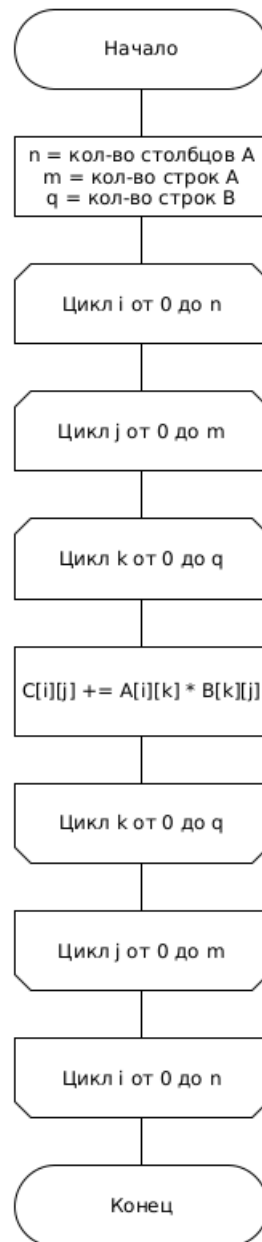 Начало
n = кол-во столбцов A
m = кол-во строк A
q = кол-во строк B
Цикл i от 0 до n
Цикл j от 0 до m
Цикл k от 0 до q
C[i][j] += A[i][k] * B[k][j]
Цикл k от 0 до q
Цикл j от 0 до m
Цикл i от 0 до n
Конец